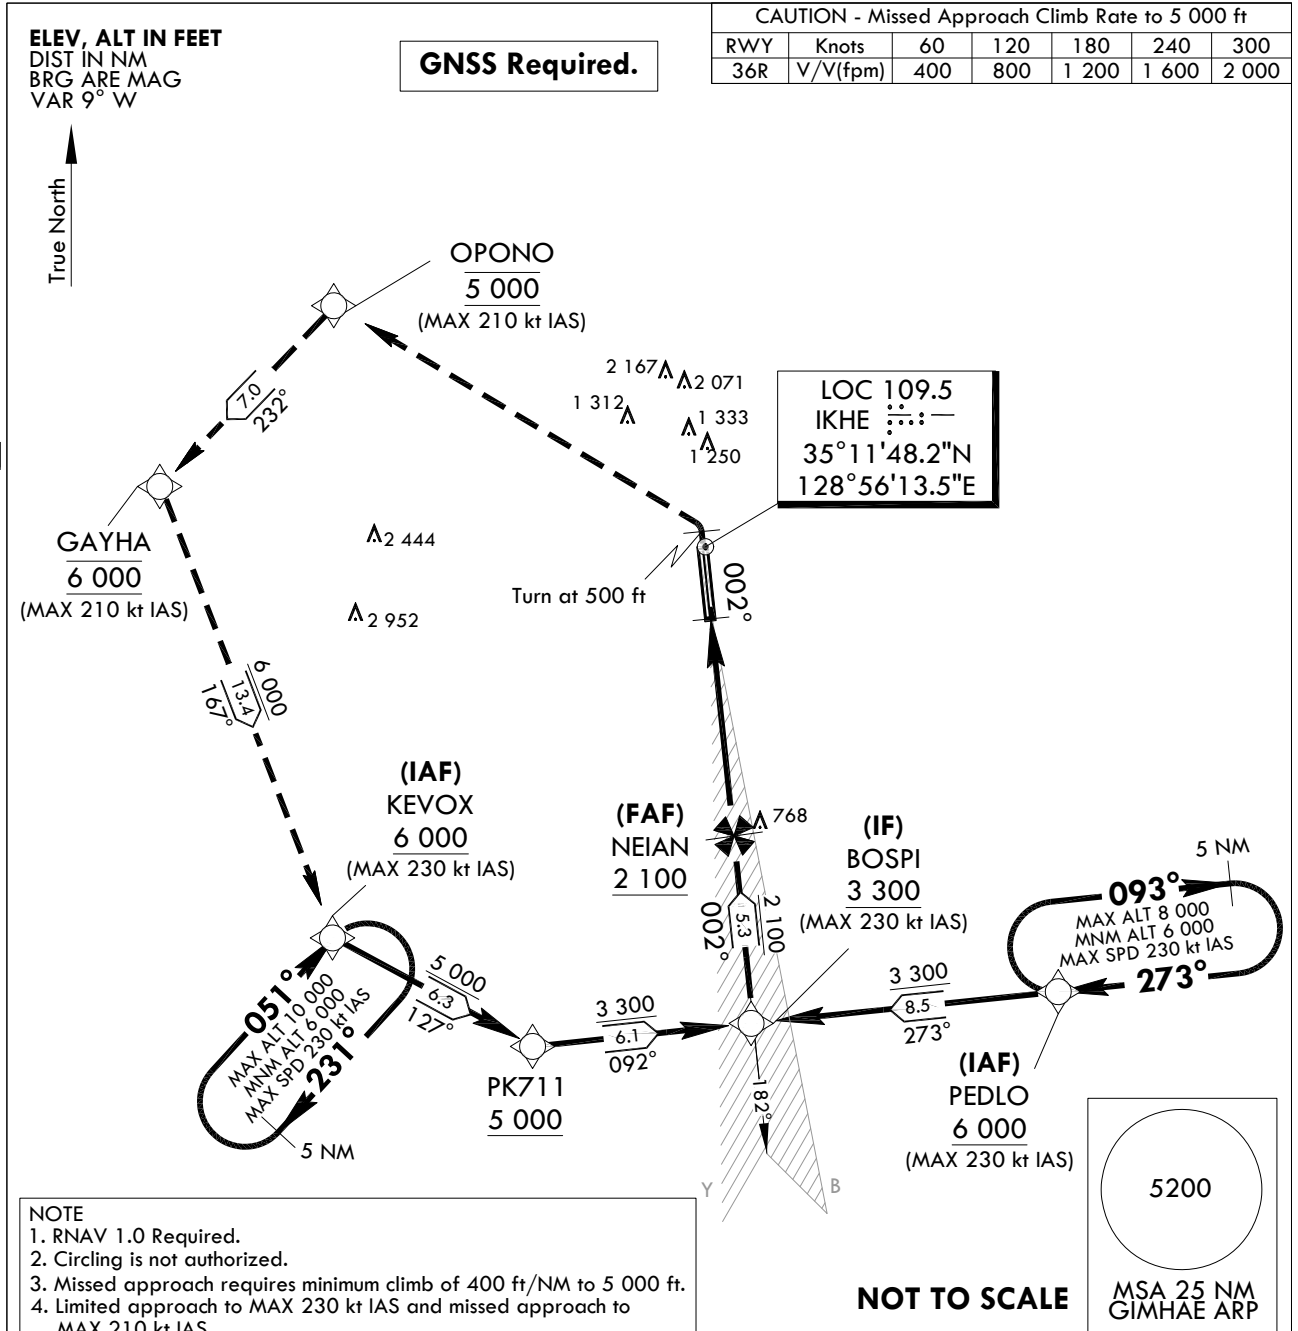 ELEV, ALT IN FEET
DIST IN NM
BRG ARE MAG
VAR 9° W
True North
GNSS Required.
CAUTION - Missed Approach Climb Rate to 5 000 ft
RWY Knots 60 120 180 240 300
36R V/V(fpm) 400 800 1 200 1 600 2 000
OPONO
5 000
(MAX 210 kt IAS)
7.0
232°
2 167
2 071
1 312
1 333
1 250
LOC 109.5
IKHE
35°11'48.2"N
128°56'13.5"E
GAYHA
6 000
(MAX 210 kt IAS)
2 444
2 952
Turn at 500 ft
002°
6 000
13.4
167°
(IAF)
KEVOX
6 000
(MAX 230 kt IAS)
(FAF)
NEIAN
2 100
768
(IF)
BOSPI
3 300
(MAX 230 kt IAS)
5 NM
093°
MAX ALT 8 000
MNM ALT 6 000
MAX SPD 230 kt IAS
273°
2 100
5.3
002°
051°
MAX ALT 10 000
MNM ALT 6 000
MAX SPD 230 kt IAS
231°
5 NM
5 000
6.3
127°
3 300
6.1
092°
3 300
8.5
273°
PK711
5 000
182°
(IAF)
PEDLO
6 000
(MAX 230 kt IAS)
Y
B
5200
MSA 25 NM
GIMHAE ARP
NOTE
1. RNAV 1.0 Required.
2. Circling is not authorized.
3. Missed approach requires minimum climb of 400 ft/NM to 5 000 ft.
4. Limited approach to MAX 230 kt IAS and missed approach to
MAX 210 kt IAS
NOT TO SCALE